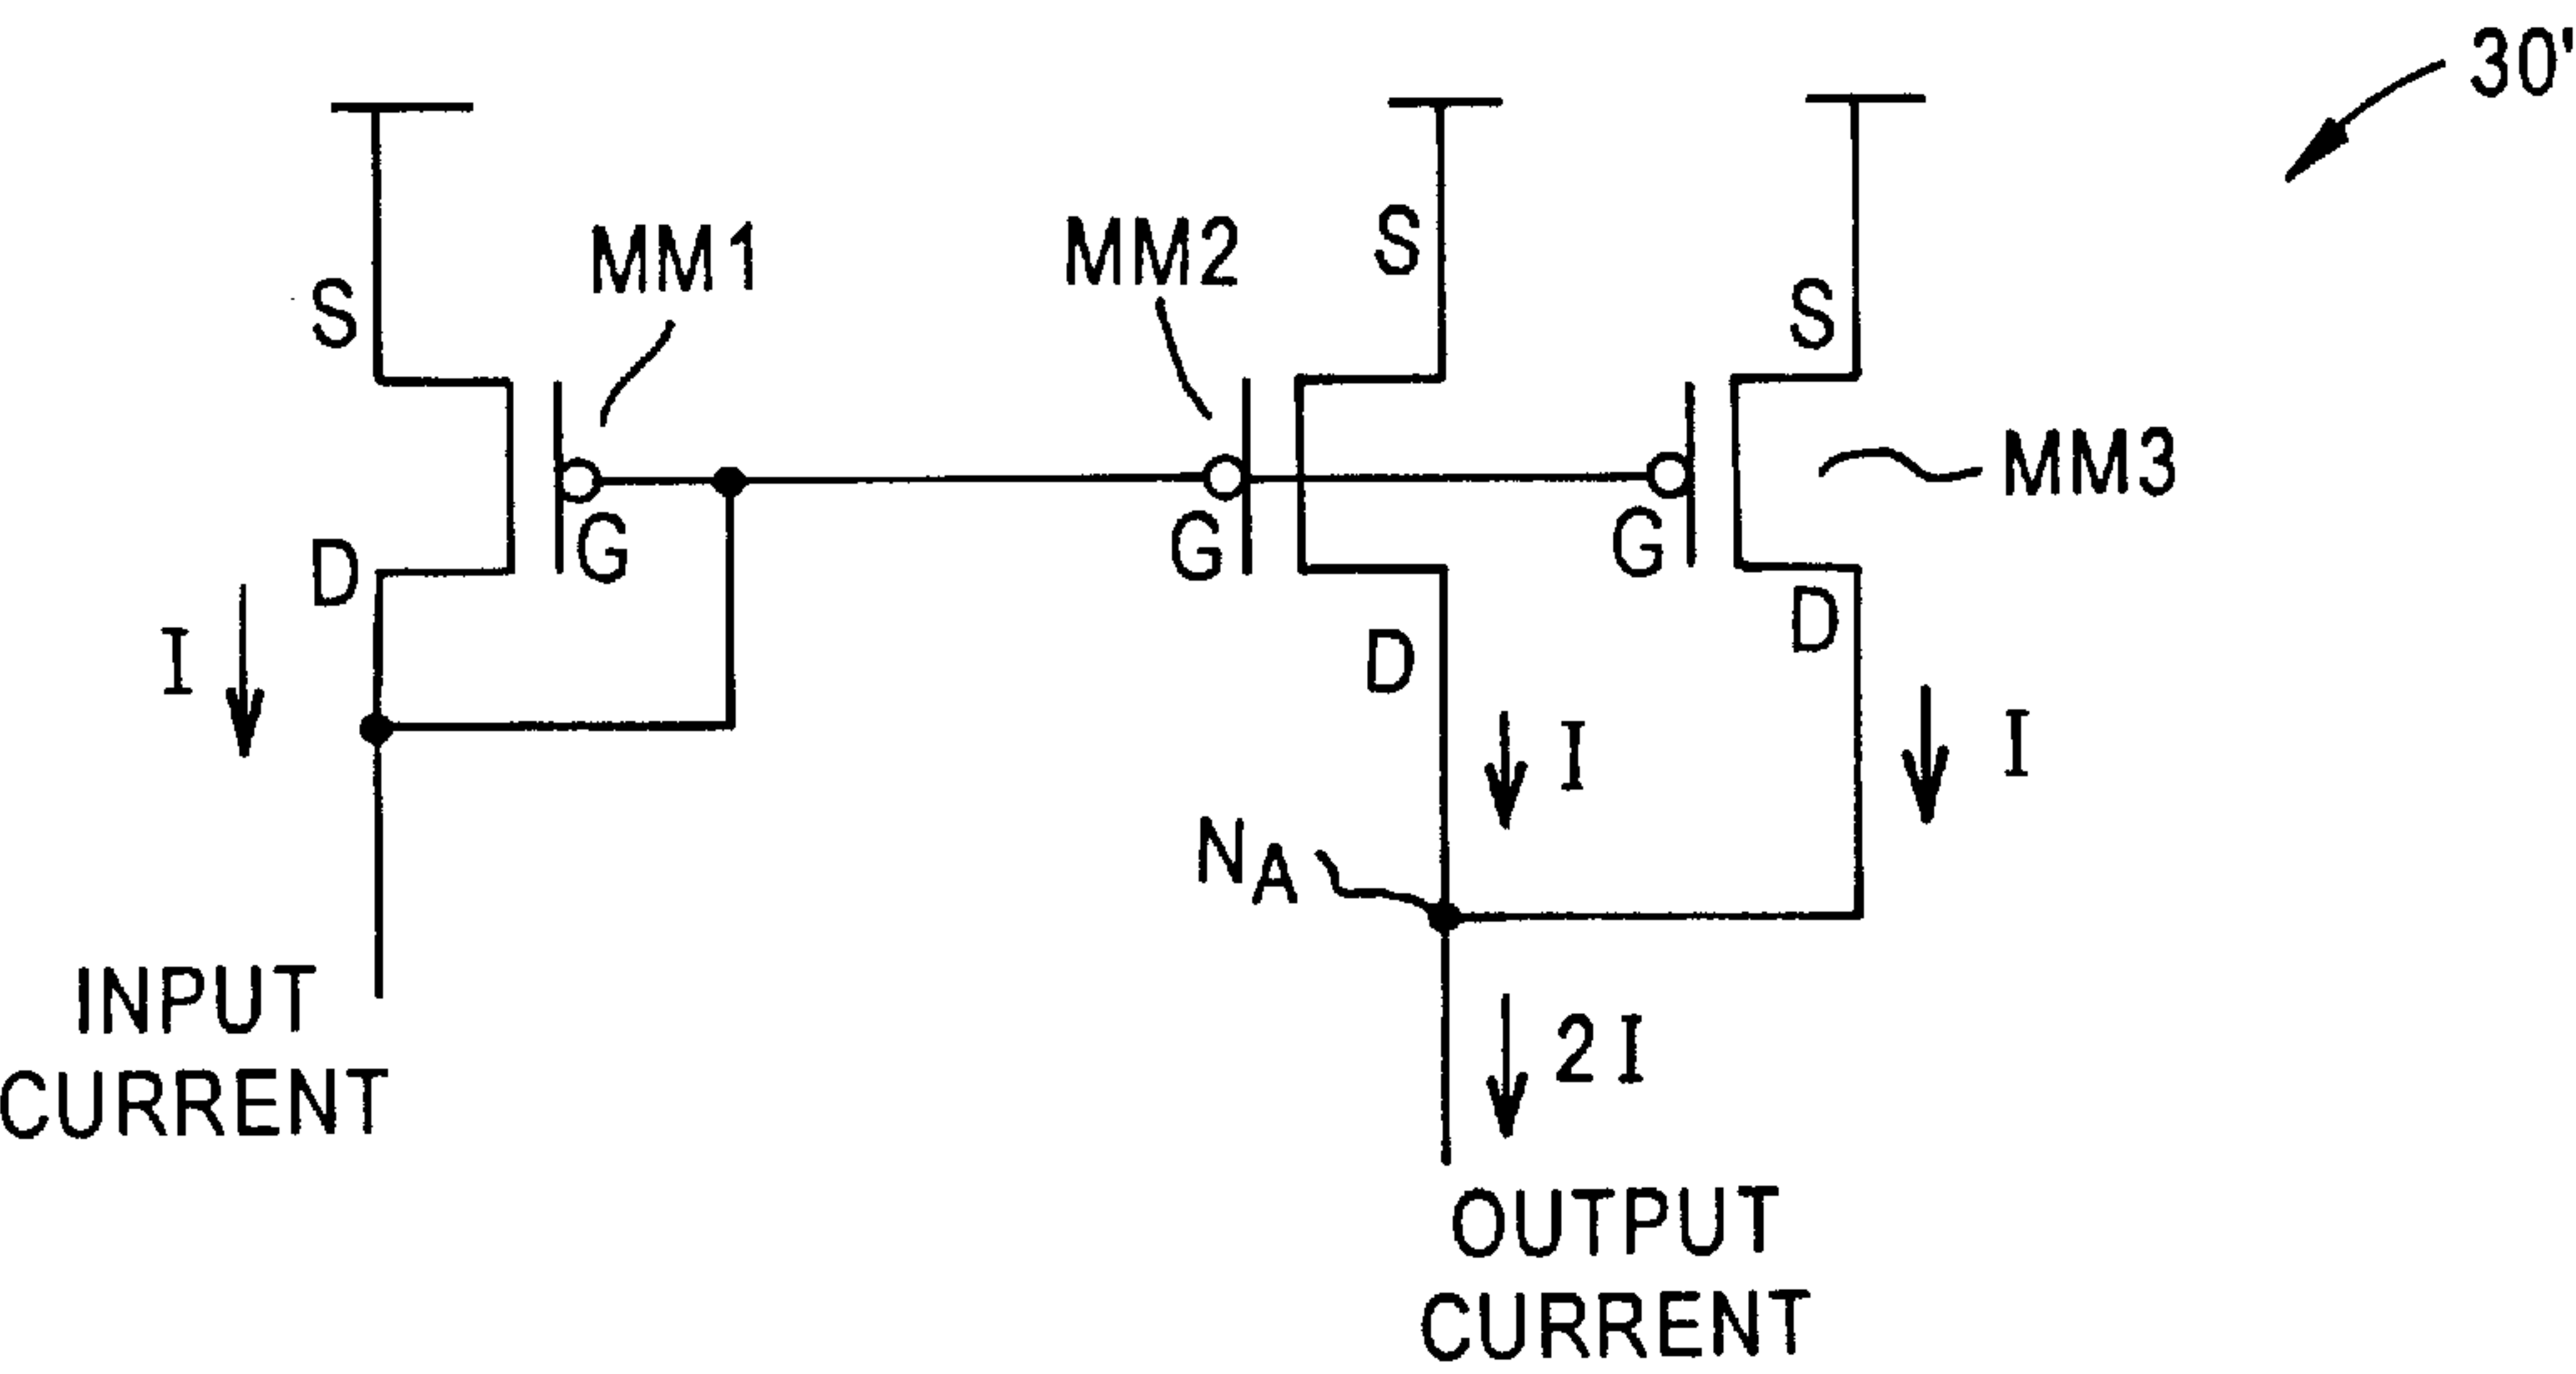 30'
MM1
MM2
S
S
S
MM3
G
G
G
D
D
D
I
I
I
NA
INPUT
CURRENT
2I
OUTPUT
CURRENT